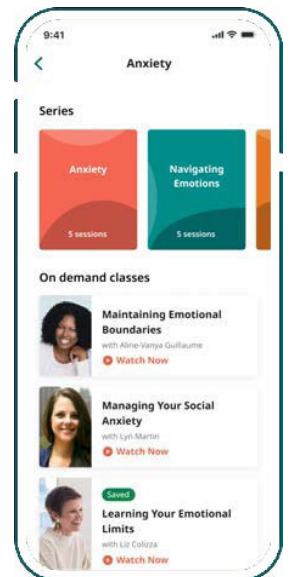 9:41
Anxiety
Series
Anxiety
5 sessions
Navigating
Emotions
5 sessions
On demand classes
Maintaining Emotional
Boundaries
with Aline-Vanya Guillaume
Watch Now
Managing Your Social
Anxiety
with Lyn Martin
Watch Now
Saved
Learning Your Emotional
Limits
with Liz Colizza
Watch Now